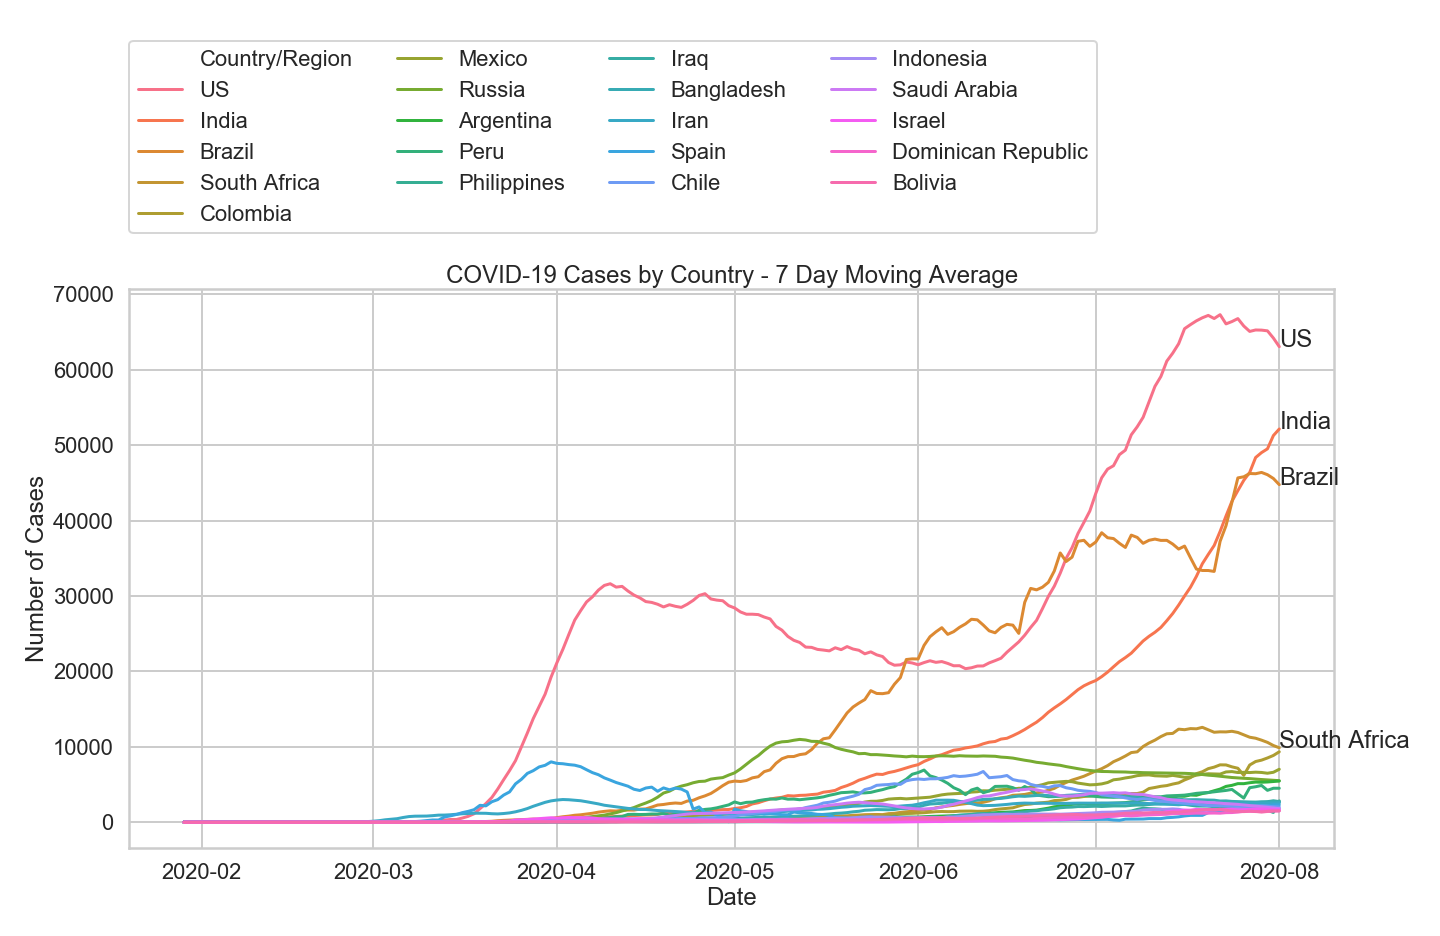 Country/Region
US
India
Brazil
South Africa
Colombia
Mexico
Russia
Argentina
Peru
Philippines
Iraq
Bangladesh
Iran
Spain
Chile
Indonesia
Saudi Arabia
Israel
Dominican Republic
Bolivia
COVID-19 Cases by Country - 7 Day Moving Average
Number of Cases
70000
60000
50000
40000
30000
20000
10000
0
US
India
Brazil
South Africa
2020-02 2020-03 2020-04 2020-05 2020-06 2020-07 2020-08
Date